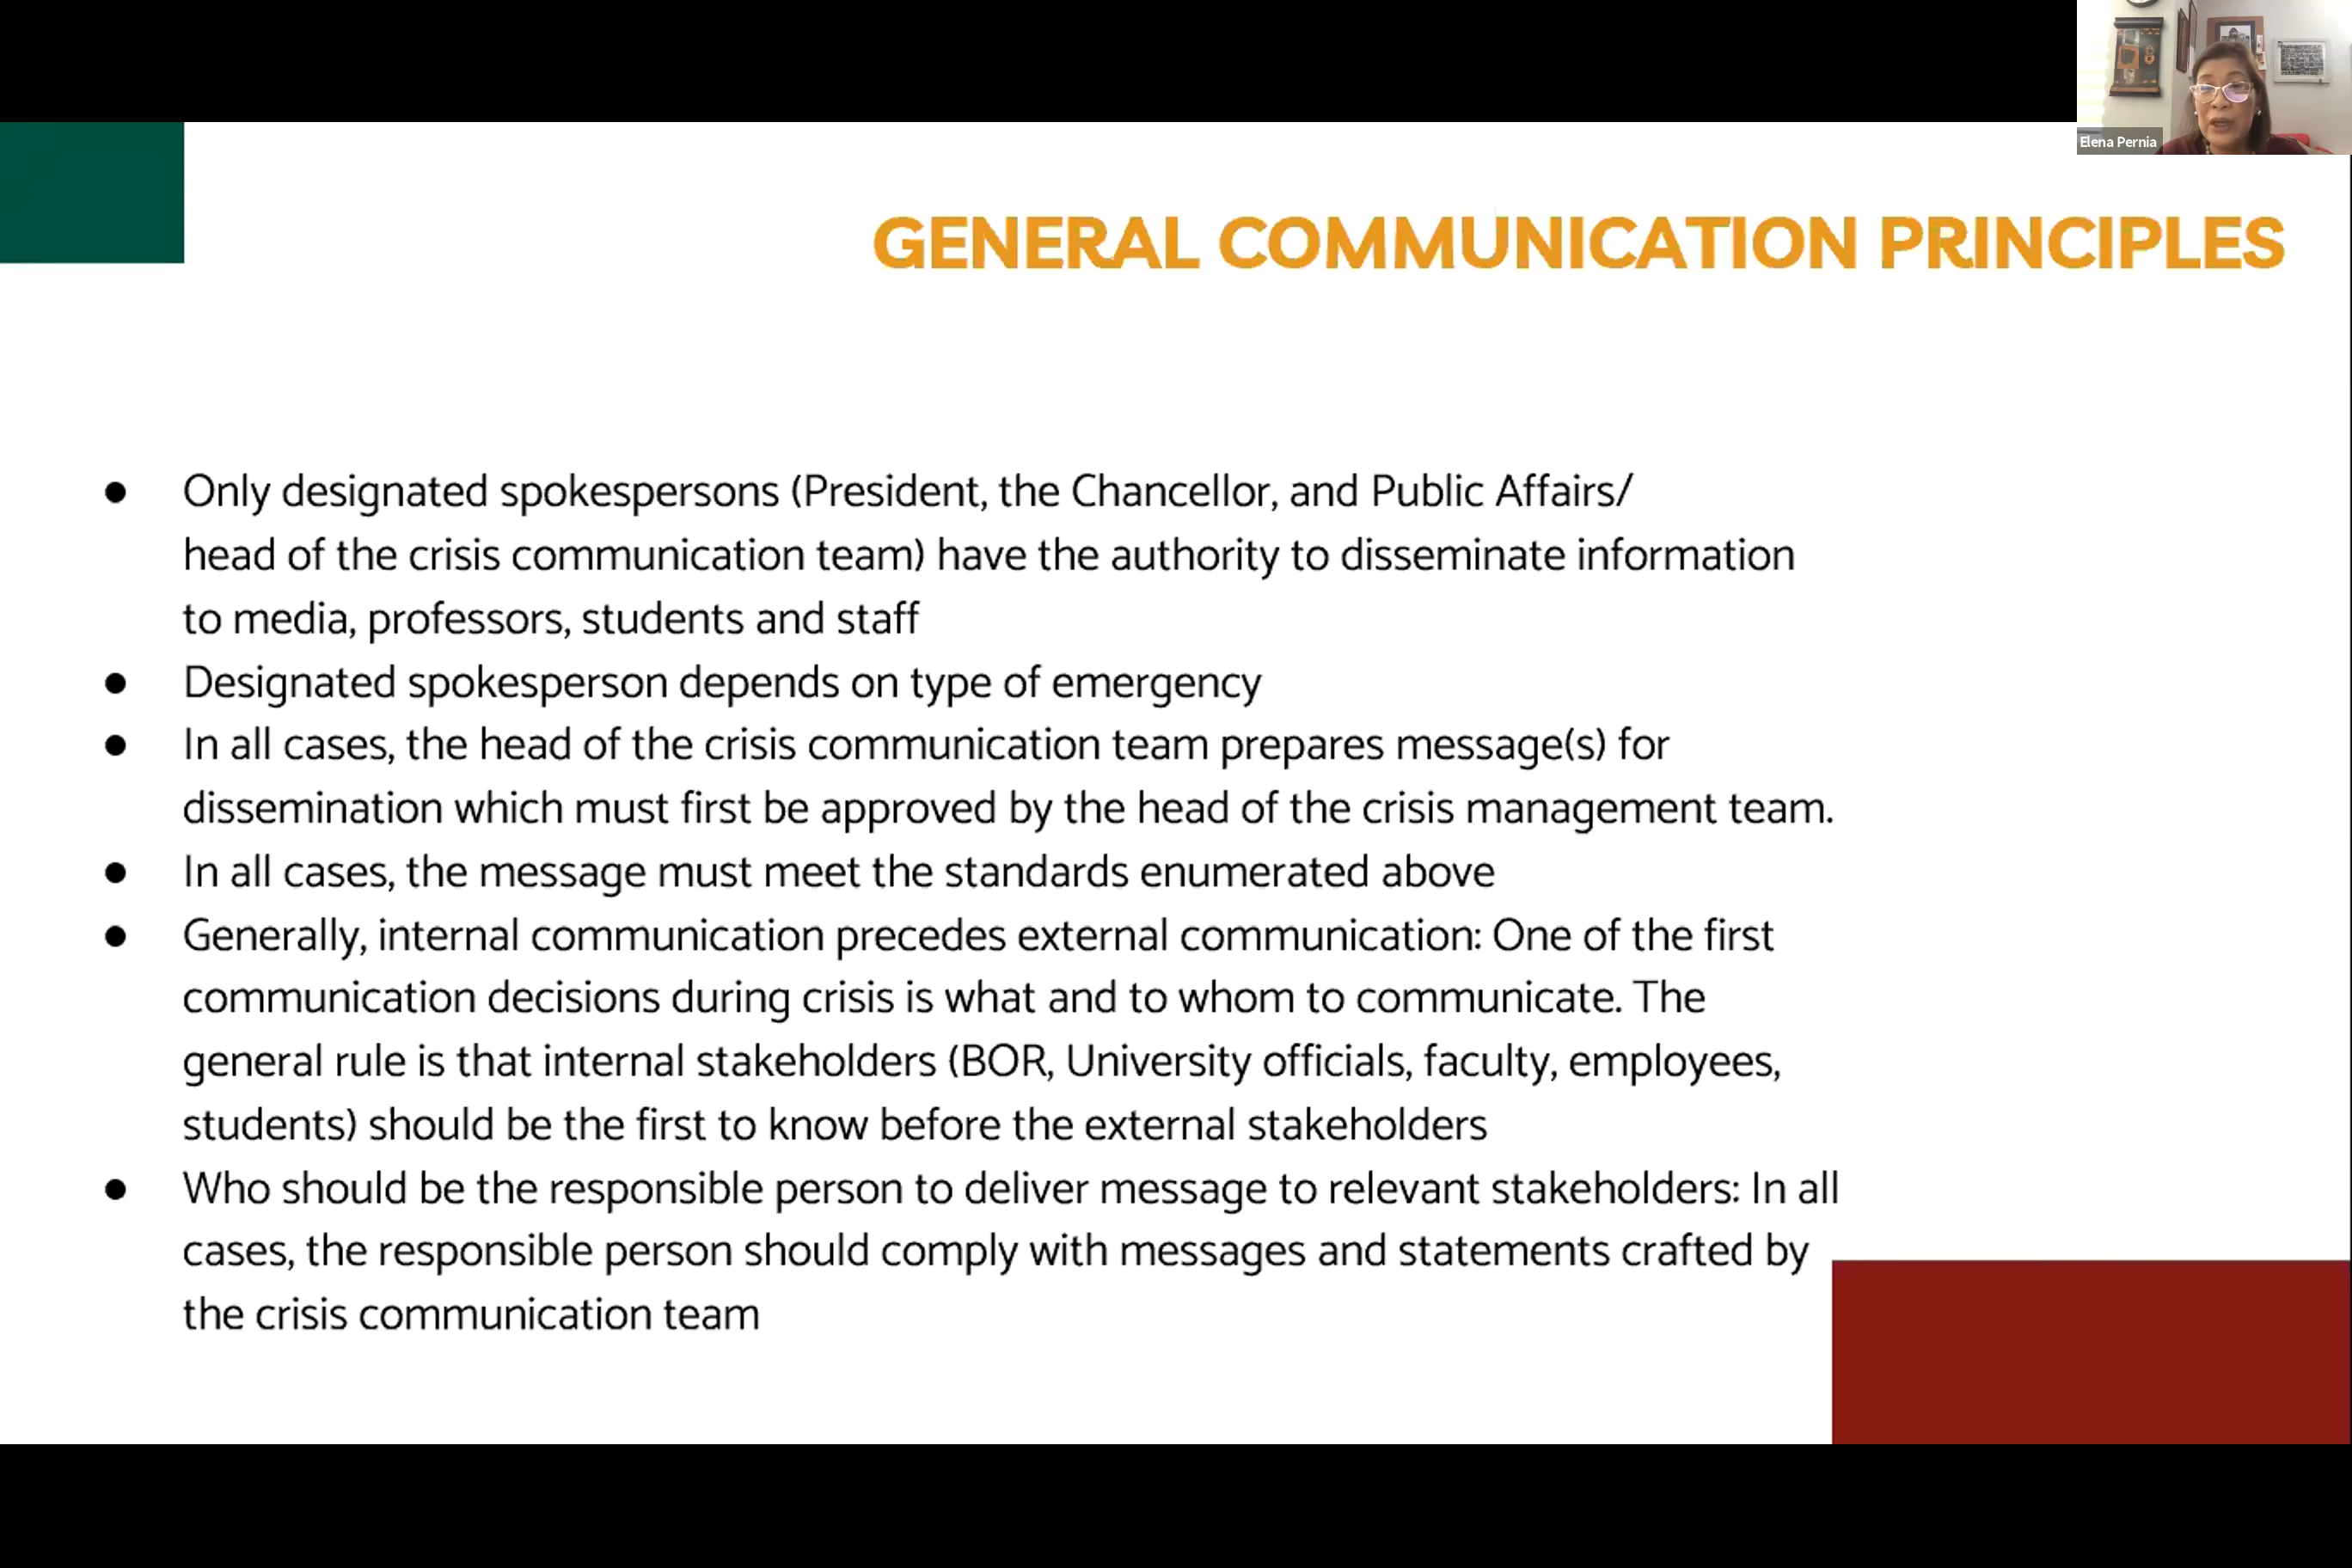 Elena Pernia
GENERAL COMMUNICATION PRINCIPLES
● Only designated spokespersons (President, the Chancellor, and Public Affairs/
head of the crisis communication team) have the authority to disseminate information
to media, professors, students and staff
● Designated spokesperson depends on type of emergency
● In all cases, the head of the crisis communication team prepares message(s) for
dissemination which must first be approved by the head of the crisis management team.
● In all cases, the message must meet the standards enumerated above
● Generally, internal communication precedes external communication: One of the first
communication decisions during crisis is what and to whom to communicate. The
general rule is that internal stakeholders (BOR, University officials, faculty, employees,
students) should be the first to know before the external stakeholders
● Who should be the responsible person to deliver message to relevant stakeholders: In all
cases, the responsible person should comply with messages and statements crafted by
the crisis communication team